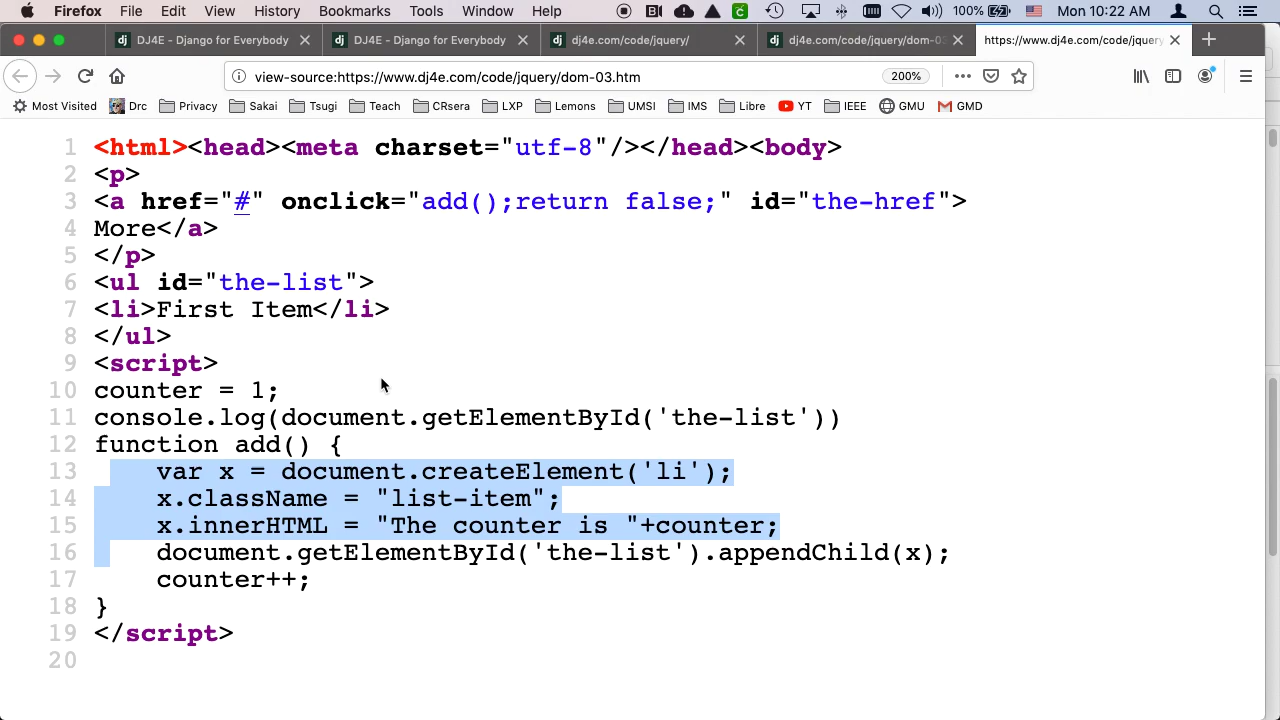 Firefox File Edit View History Bookmarks Tools Window Help 100% Mon 10:22 AM
DJ4E - Django for Everybody DJ4E - Django for Everybody dj4e.com/code/jquery/ dj4e.com/code/jquery/dom-03 https://www.dj4e.com/code/jquery
view-source:https://www.dj4e.com/code/jquery/dom-03.htm 200%
Most Visited Drc Privacy Sakai Tsugi Teach CRsera LXP Lemons UMSI IMS Libre YT IEEE GMU GMD
1 <html><head><meta charset="utf-8"/></head><body>
2 <p>
3 <a href="#" onclick="add();return false;" id="the-href">
4 More</a>
5 </p>
6 <ul id="the-list">
7 <li>First Item</li>
8 </ul>
9 <script>
10 counter = 1;
11 console.log(document.getElementById('the-list'))
12 function add() {
13     var x = document.createElement('li');
14     x.className = "list-item";
15     x.innerHTML = "The counter is "+counter;
16     document.getElementById('the-list').appendChild(x);
17     counter++;
18 }
19 </script>
20